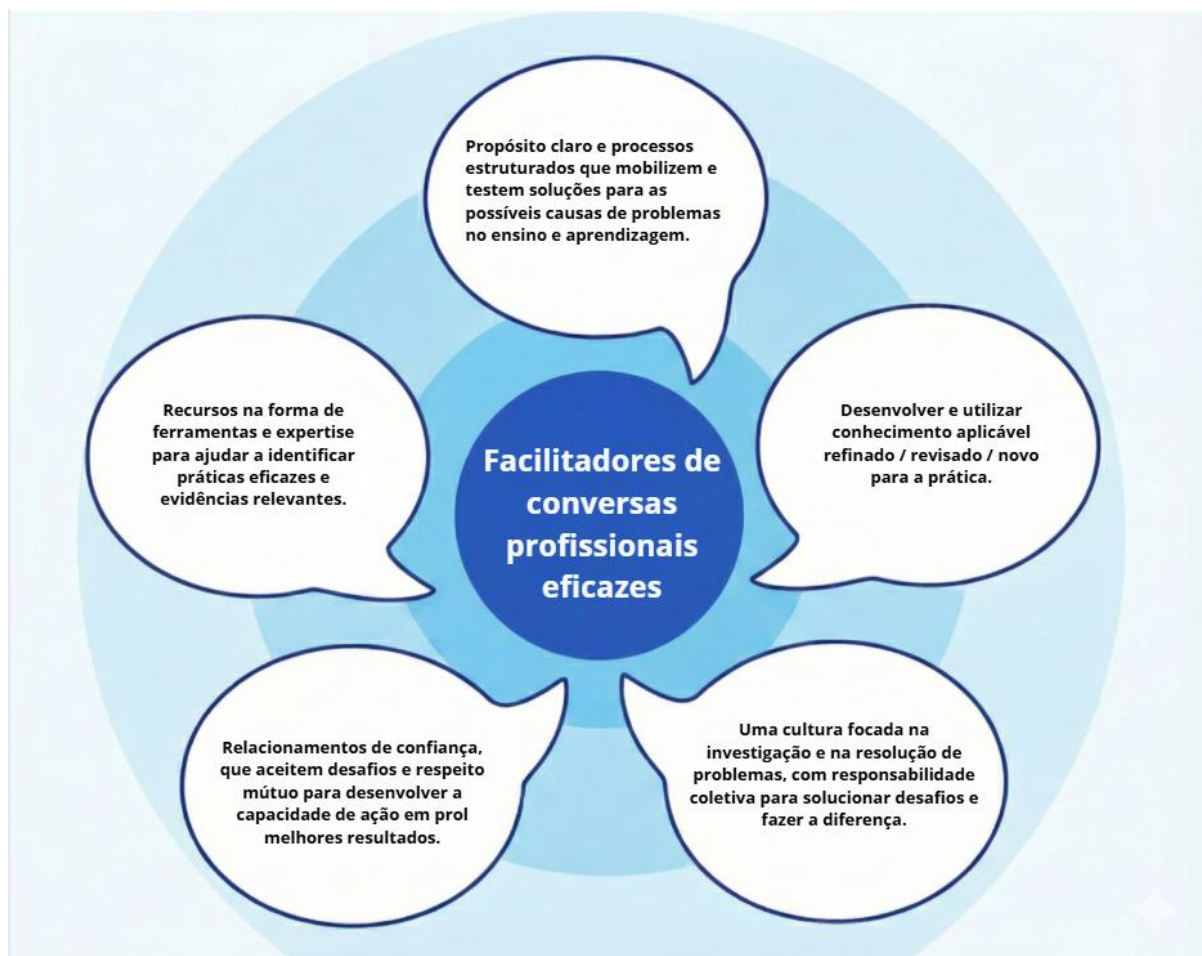 Propósito claro e processos
estruturados que mobilizem e
testem soluções para as
possíveis causas de problemas
no ensino e aprendizagem.
Recursos na forma de
ferramentas e expertise
para ajudar a identificar
práticas eficazes e
evidências relevantes.
Desenvolver e utilizar
conhecimento aplicável
refinado / revisado / novo
para a prática.
Facilitadores de
conversas
profissionais
eficazes
Relacionamentos de confiança,
que aceitem desafios e respeito
mútuo para desenvolver a
capacidade de ação em prol
melhores resultados.
Uma cultura focada na
investigação e na resolução de
problemas, com responsabilidade
coletiva para solucionar desafios e
fazer a diferença.